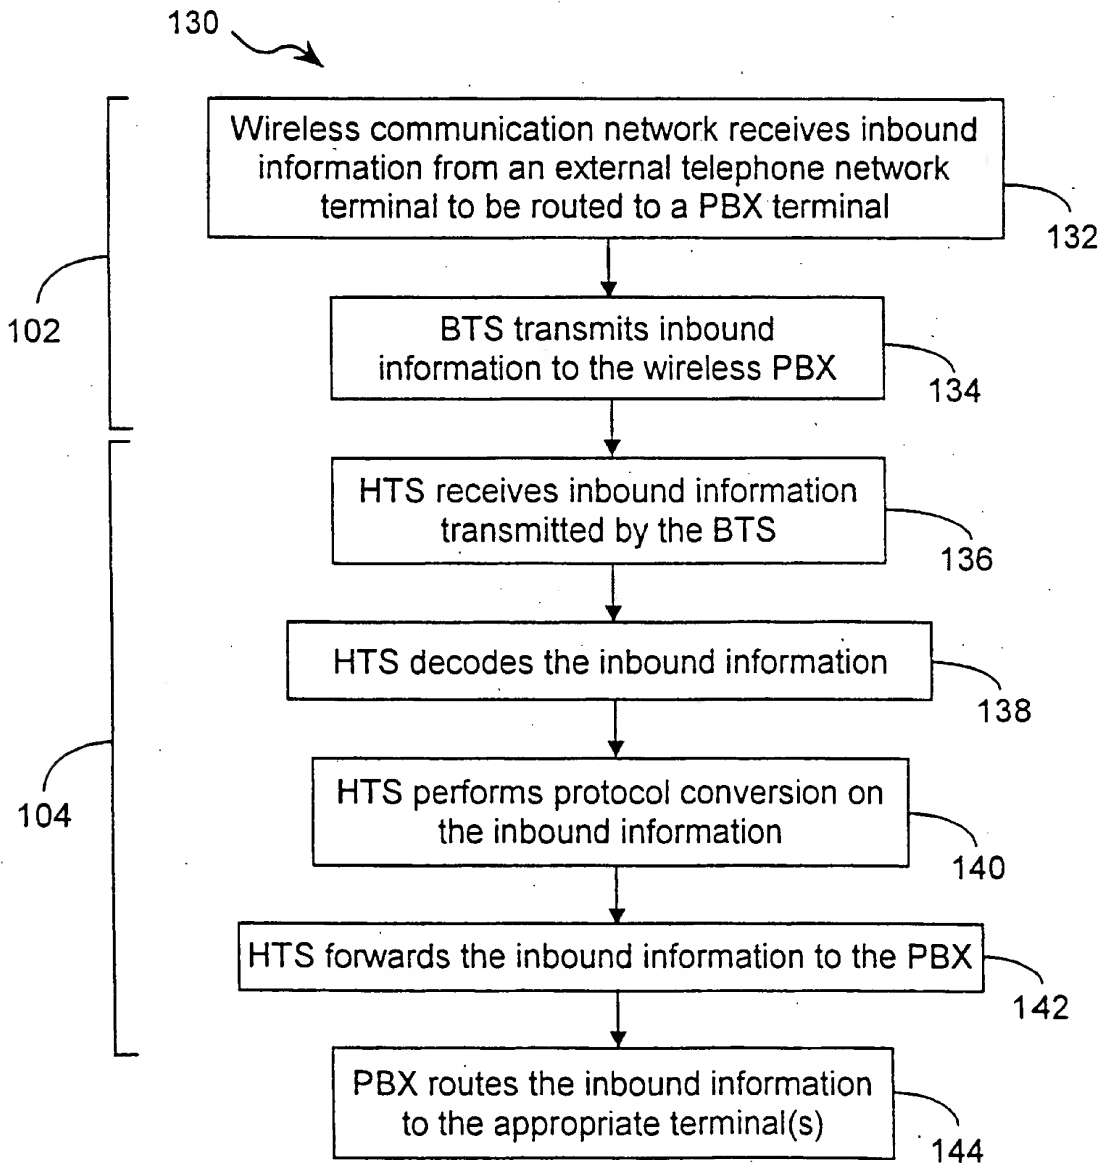 130
Wireless communication network receives inbound
information from an external telephone network
terminal to be routed to a PBX terminal
132
102
BTS transmits inbound
information to the wireless PBX
134
HTS receives inbound information
transmitted by the BTS
136
HTS decodes the inbound information
138
104
HTS performs protocol conversion on
the inbound information
140
HTS forwards the inbound information to the PBX
142
PBX routes the inbound information
to the appropriate terminal(s)
144